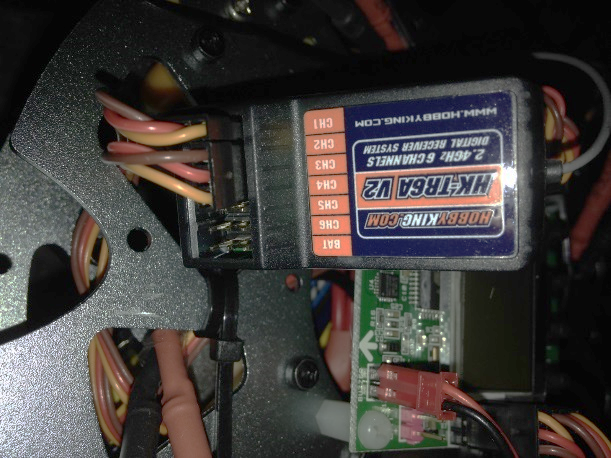 HOBBYKING.COM
HK-TR6A V2
2.4GHz 6 CHANNELS
DIGITAL RECEIVER SYSTEM
WWW.HOBBYKING.COM
BAT
CH6
CH5
CH4
CH3
CH2
CH1